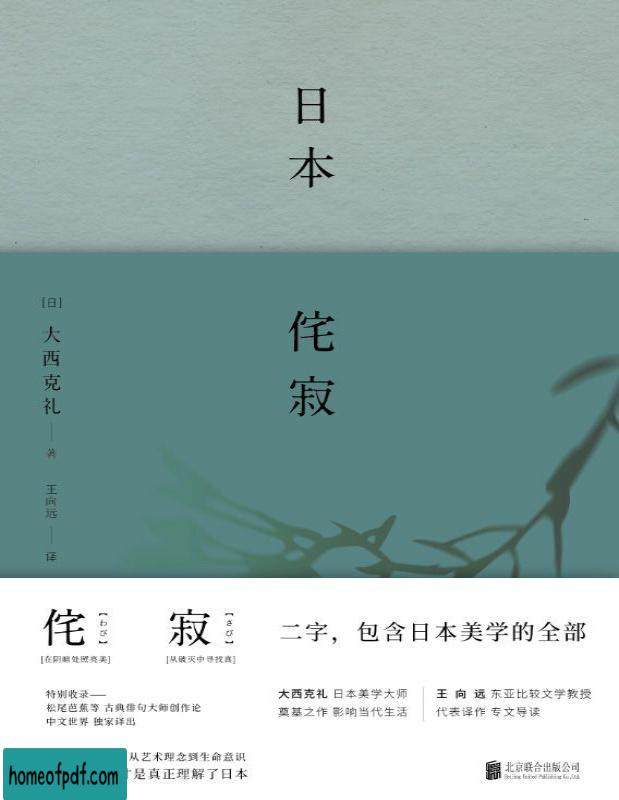 日本
侘寂
[日]
大西克礼
著
王向远
译
侘
【わび】
[在阴暗处照亮美]
寂
【さび】
[从破灭中寻找真]
二字，包含日本美学的全部
特别收录——
松尾芭蕉等 古典俳句大师创作论
中文世界 独家译出
大西克礼 日本美学大师
奠基之作 影响当代生活
王向远 东亚比较文学教授
代表译作 专文导读
从艺术理念到生命意识
才是真正理解了日本
北京联合出版公司
Beijing United Publishing Co.,Ltd.
homeofpdf.com